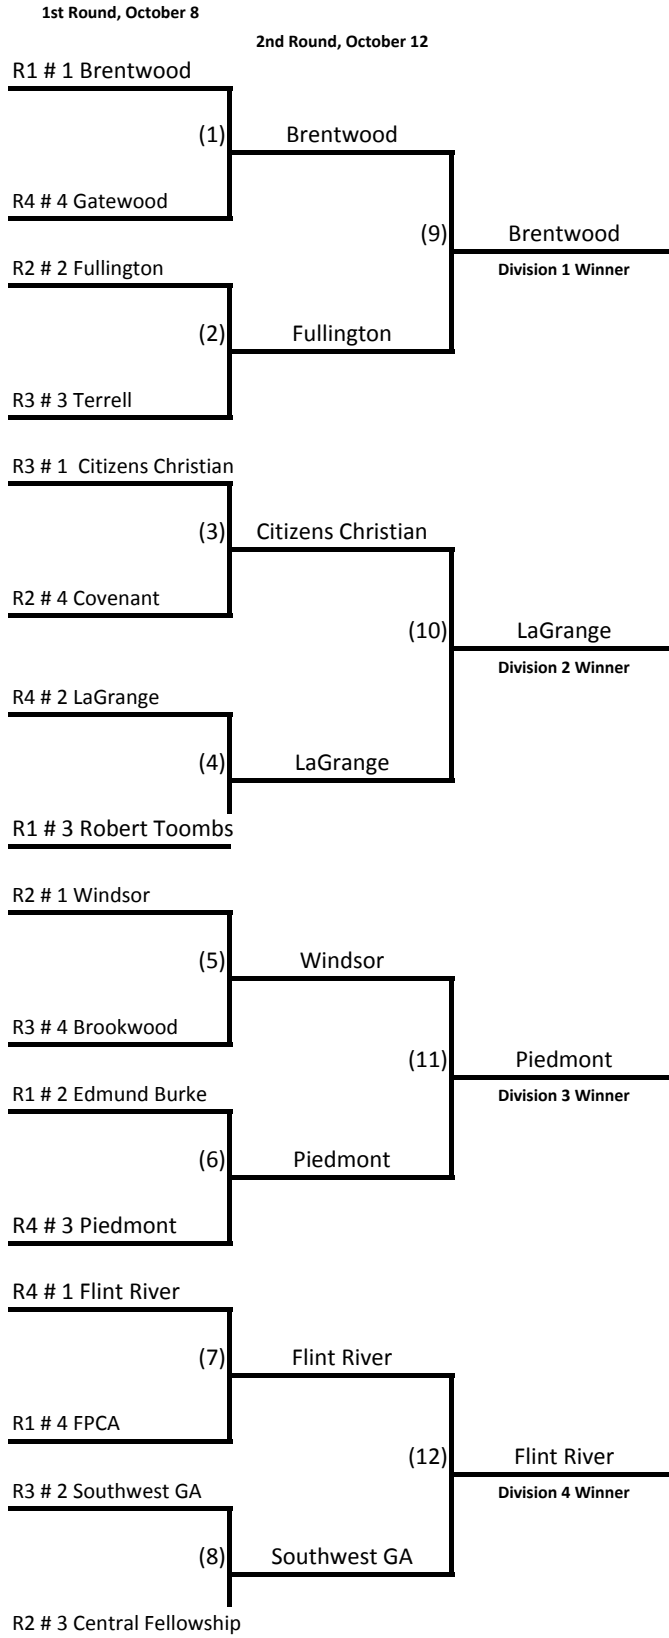 1st Round, October 8
2nd Round, October 12
R1 # 1 Brentwood
(1)
Brentwood
R4 # 4 Gatewood
(9)
Brentwood
R2 # 2 Fullington
Division 1 Winner
(2)
Fullington
R3 # 3 Terrell
R3 # 1  Citizens Christian
(3)
Citizens Christian
R2 # 4 Covenant
(10)
LaGrange
Division 2 Winner
R4 # 2 LaGrange
(4)
LaGrange
R1 # 3 Robert Toombs
R2 # 1 Windsor
(5)
Windsor
R3 # 4 Brookwood
(11)
Piedmont
R1 # 2 Edmund Burke
Division 3 Winner
(6)
Piedmont
R4 # 3 Piedmont
R4 # 1 Flint River
(7)
Flint River
R1 # 4 FPCA
(12)
Flint River
R3 # 2 Southwest GA
Division 4 Winner
(8)
Southwest GA
R2 # 3 Central Fellowship